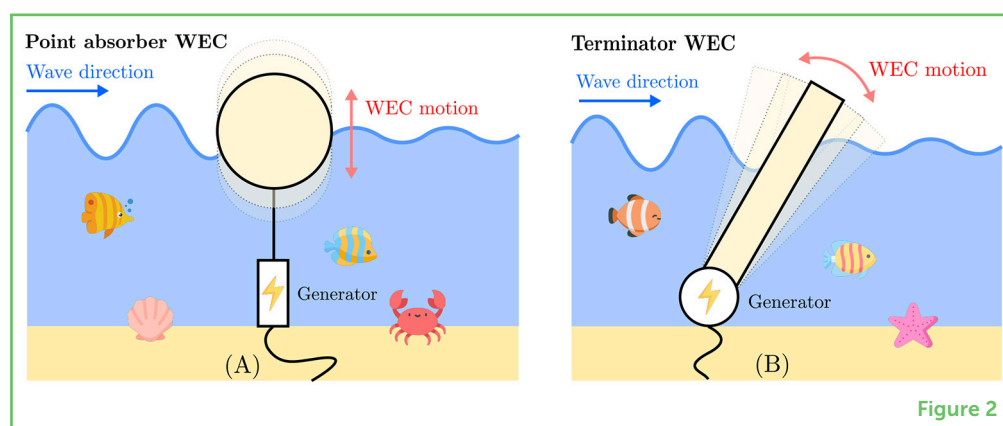 Point absorber WEC
Wave direction
WEC motion
Generator
(A)
Terminator WEC
Wave direction
WEC motion
Generator
(B)
Figure 2